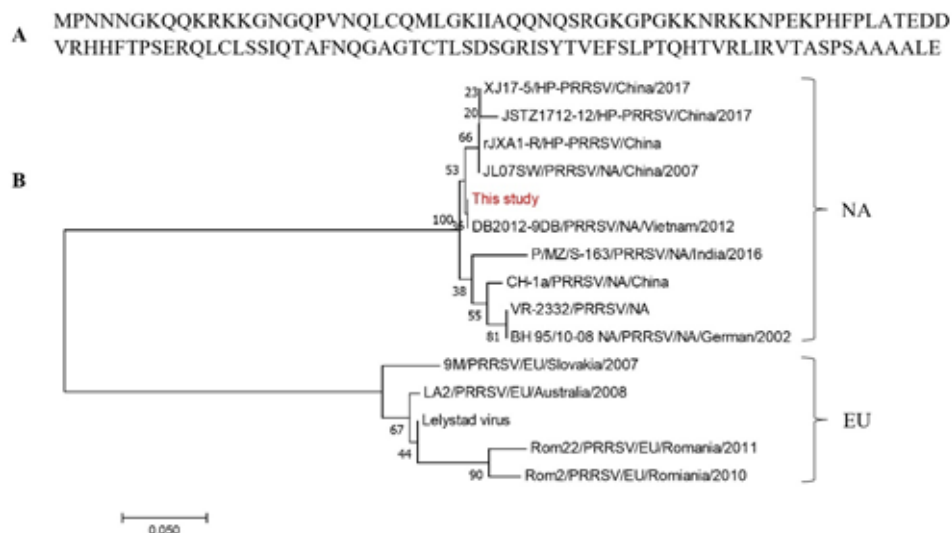 A
MPNNNGKQQKRKKGNGQPVNQLCQMLGKIIAQQNQSRGKGPGKKNRKKNPEKPHFPLATEDD
VRHHFTPSERQLCLSSIQTAFNQGAGTCTLSDSGRISYTVEFSLPTQHTVRLIRVTASPSAAAALE
B
23
XJ17-5/HP-PRRSV/China/2017
20
JSTZ1712-12/HP-PRRSV/China/2017
66
rJXA1-R/HP-PRRSV/China
53
JL07SW/PRRSV/NA/China/2007
This study
100
36
DB2012-9DB/PRRSV/NA/Vietnam/2012
NA
P/MZ/S-163/PRRSV/NA/India/2016
38
CH-1a/PRRSV/NA/China
55
VR-2332/PRRSV/NA
81
BH 95/10-08 NA/PRRSV/NA/German/2002
9M/PRRSV/EU/Slovakia/2007
LA2/PRRSV/EU/Australia/2008
67
Lelystad virus
EU
44
Rom22/PRRSV/EU/Romania/2011
90
Rom2/PRRSV/EU/Romiania/2010
0.050